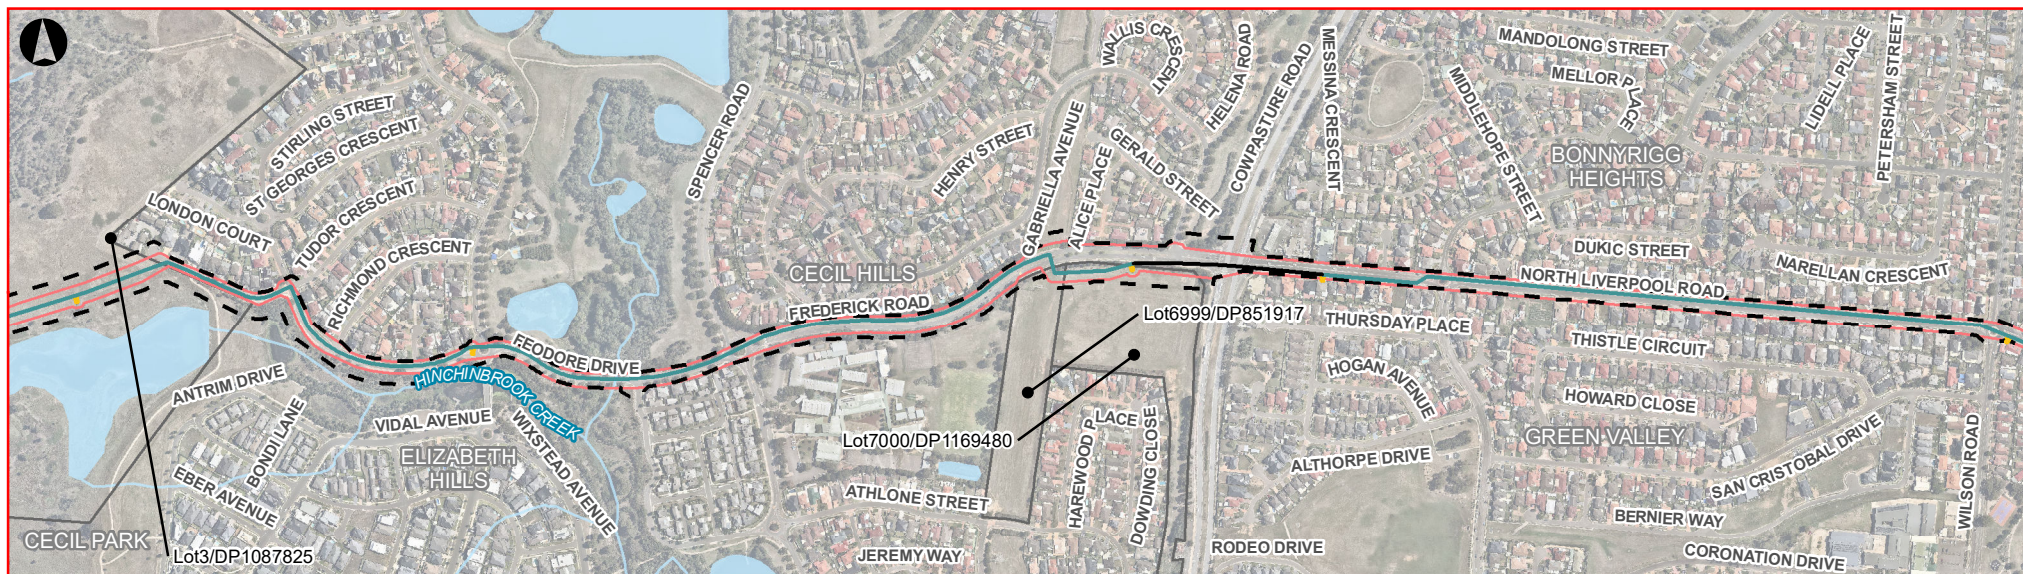 MANDOLONG STREET
MELLOR PLACE
LIDELL PLACE
PETERSHAM STREET
WALLIS CRESCENT
HELENA ROAD
COWPASTURE ROAD
MESSINA CRESCENT
MIDDLEHOPE STREET
BONNYRIGG
HEIGHTS
SPENCER ROAD
STIRLING STREET
ST GEORGES CRESCENT
HENRY STREET
GABRIELLA AVENUE
ALICE PLACE
GERALD STREET
LONDON COURT
TUDOR CRESCENT
RICHMOND CRESCENT
CECIL HILLS
DUKIC STREET
NARELLAN CRESCENT
NORTH LIVERPOOL ROAD
FREDERICK ROAD
Lot6999/DP851917
THURSDAY PLACE
THISTLE CIRCUIT
FEODORE DRIVE
HINCHINBROOK CREEK
ANTRIM DRIVE
HOGAN AVENUE
HOWARD CLOSE
BONDI LANE
VIDAL AVENUE
WIXSTEAD AVENUE
Lot7000/DP1169480
HAREWOOD PLACE
DOWDING CLOSE
GREEN VALLEY
ELIZABETH
HILLS
ALTHORPE DRIVE
SAN CRISTOBAL DRIVE
WILSON ROAD
EBER AVENUE
ATHLONE STREET
BERNIER WAY
CECIL PARK
Lot3/DP1087825
JEREMY WAY
RODEO DRIVE
CORONATION DRIVE